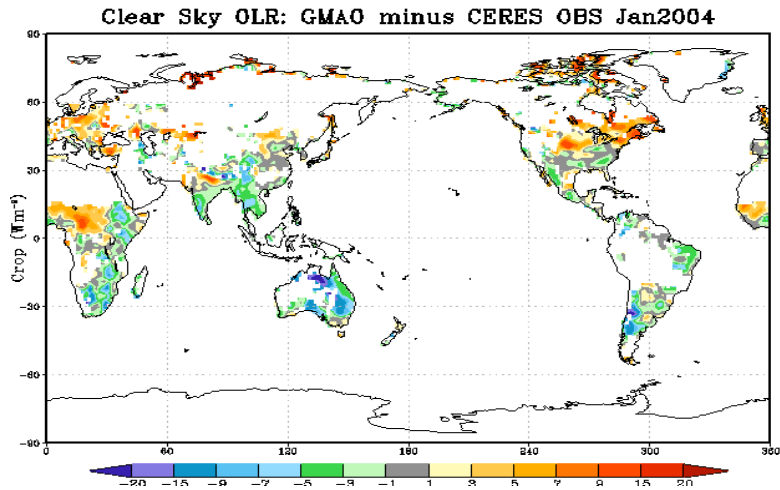 Clear Sky OLR: GMAO minus CERES OBS Jan2004
Crop (Wm⁻²)
90
60
30
0
-30
-60
-90
0 60 120 180 240 300 360
-20 -15 -9 -7 -5 -3 -1 1 3 5 7 9 15 20